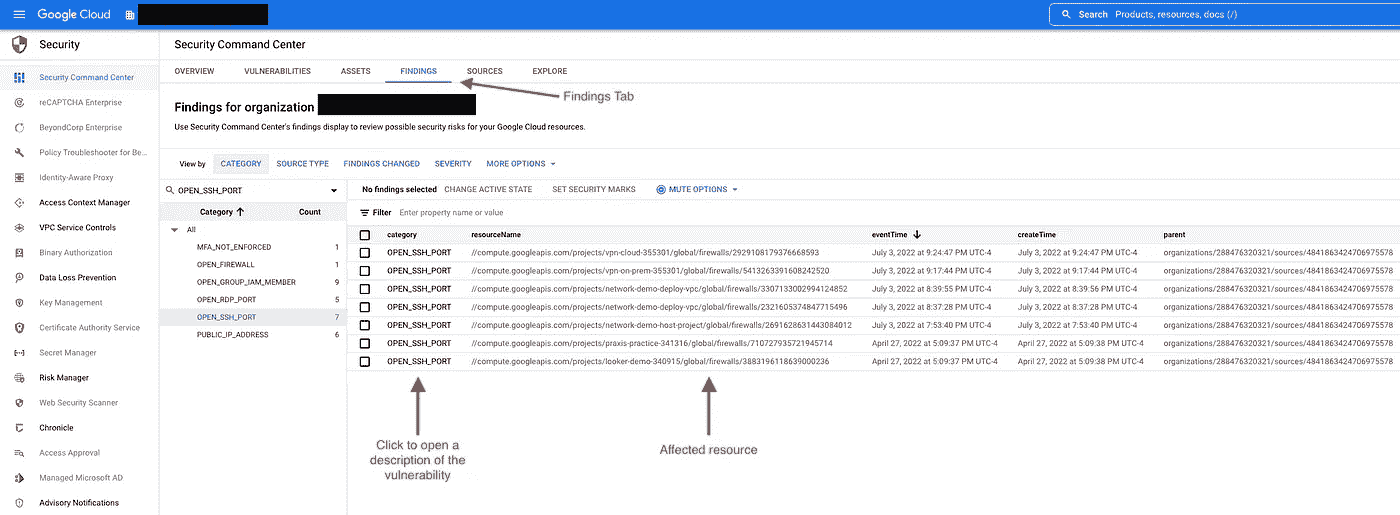 Google Cloud
Search Products, resources, docs (/)
Security
Security Command Center
reCAPTCHA Enterprise
BeyondCorp Enterprise
Policy Troubleshooter for Be...
Identity-Aware Proxy
Access Context Manager
VPC Service Controls
Binary Authorization
Data Loss Prevention
Key Management
Certificate Authority Service
Secret Manager
Risk Manager
Web Security Scanner
Chronicle
Access Approval
Managed Microsoft AD
Advisory Notifications
Security Command Center
OVERVIEW VULNERABILITIES ASSETS FINDINGS SOURCES EXPLORE
Findings Tab
Findings for organization
Use Security Command Center's findings display to review possible security risks for your Google Cloud resources.
View by CATEGORY SOURCE TYPE FINDINGS CHANGED SEVERITY MORE OPTIONS
OPEN_SSH_PORT
Category Count
All
MFA_NOT_ENFORCED 1
OPEN_FIREWALL 1
OPEN_GROUP_IAM_MEMBER 9
OPEN_RDP_PORT 5
OPEN_SSH_PORT 7
PUBLIC_IP_ADDRESS 6
No findings selected CHANGE ACTIVE STATE SET SECURITY MARKS MUTE OPTIONS
Filter Enter property name or value
category resourceName eventTime createTime parent
OPEN_SSH_PORT //compute.googleapis.com/projects/vpn-cloud-355301/global/firewalls/2929108179376668593 July 3, 2022 at 9:24:47 PM UTC-4 July 3, 2022 at 9:24:47 PM UTC-4 organizations/288476320321/sources/4841863424706975578
OPEN_SSH_PORT //compute.googleapis.com/projects/vpn-on-prem-355301/global/firewalls/5413263391608242520 July 3, 2022 at 9:17:44 PM UTC-4 July 3, 2022 at 9:17:44 PM UTC-4 organizations/288476320321/sources/4841863424706975578
OPEN_SSH_PORT //compute.googleapis.com/projects/network-demo-deploy-vpc/global/firewalls/3307133002994124852 July 3, 2022 at 8:39:55 PM UTC-4 July 3, 2022 at 8:39:56 PM UTC-4 organizations/288476320321/sources/4841863424706975578
OPEN_SSH_PORT //compute.googleapis.com/projects/network-demo-deploy-vpc/global/firewalls/2321605374847715496 July 3, 2022 at 8:37:28 PM UTC-4 July 3, 2022 at 8:37:28 PM UTC-4 organizations/288476320321/sources/4841863424706975578
OPEN_SSH_PORT //compute.googleapis.com/projects/network-demo-host-project/global/firewalls/2691628631443084012 July 3, 2022 at 7:53:40 PM UTC-4 July 3, 2022 at 7:53:40 PM UTC-4 organizations/288476320321/sources/4841863424706975578
OPEN_SSH_PORT //compute.googleapis.com/projects/praxis-practice-341316/global/firewalls/710727935721945714 April 27, 2022 at 5:09:37 PM UTC-4 April 27, 2022 at 5:09:38 PM UTC-4 organizations/288476320321/sources/4841863424706975578
OPEN_SSH_PORT //compute.googleapis.com/projects/looker-demo-340915/global/firewalls/3883196118639000236 April 27, 2022 at 5:09:37 PM UTC-4 April 27, 2022 at 5:09:38 PM UTC-4 organizations/288476320321/sources/4841863424706975578
Click to open a
description of the
vulnerability
Affected resource